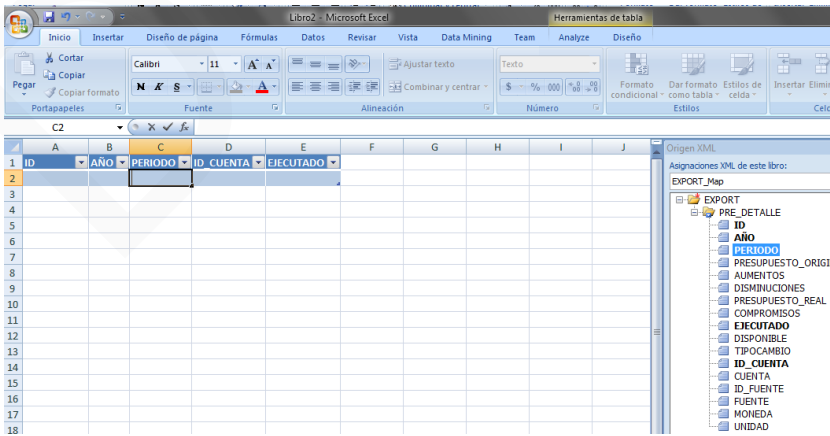 Libro2 - Microsoft Excel
Herramientas de tabla
Inicio Insertar Diseño de página Fórmulas Datos Revisar Vista Data Mining Team Analyze Diseño
Pegar
Cortar
Copiar
Copiar formato
Portapapeles
Calibri 11 A A
N K S A
Fuente
Ajustar texto
Combinar y centrar
Alineación
Texto
$ % 000
Número
Formato condicional
Dar formato como tabla
Estilos de celda
Estilos
Insertar Elimin
Celd
C2 fx
A B C D E F G H I J
1 ID AÑO PERIODO ID_CUENTA EJECUTADO
2
3
4
5
6
7
8
9
10
11
12
13
14
15
16
17
18
Origen XML
Asignaciones XML de este libro:
EXPORT_Map
EXPORT
PRE_DETALLE
ID
AÑO
PERIODO
PRESUPUESTO_ORIGI
AUMENTOS
DISMINUCIONES
PRESUPUESTO_REAL
COMPROMISOS
EJECUTADO
DISPONIBLE
TIPOCAMBIO
ID_CUENTA
CUENTA
ID_FUENTE
FUENTE
MONEDA
UNIDAD